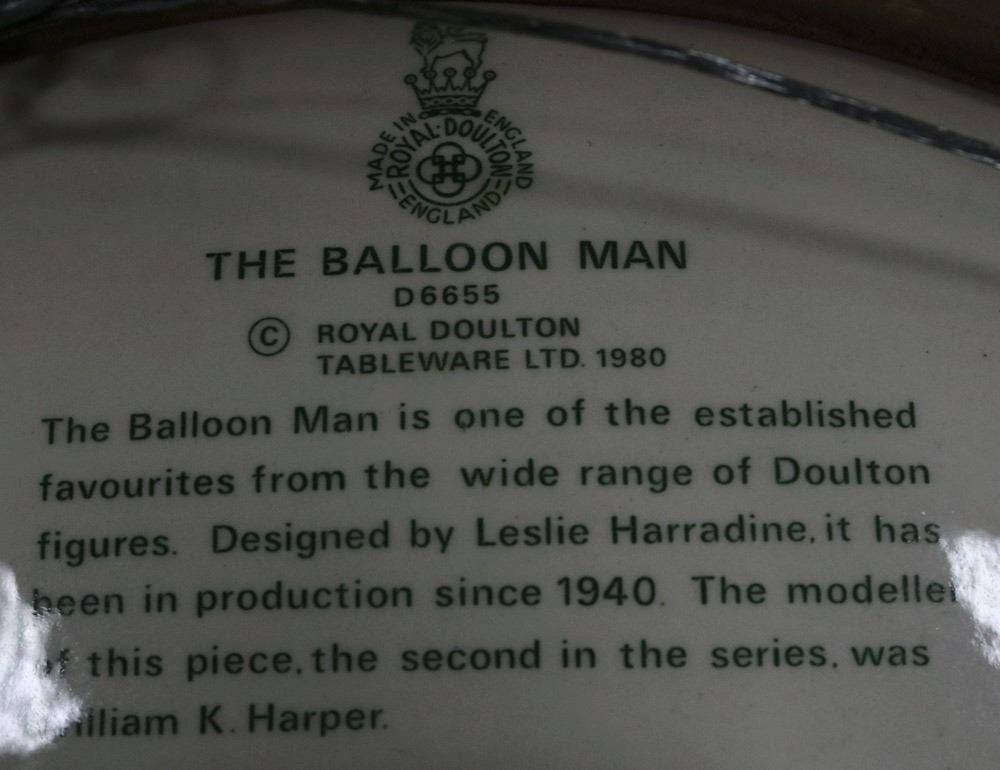 MADE IN ENGLAND
ROYAL·DOULTON
ENGLAND
THE BALLOON MAN
D6655
© ROYAL DOULTON
TABLEWARE LTD. 1980
The Balloon Man is one of the established
favourites from the wide range of Doulton
figures. Designed by Leslie Harradine, it has
been in production since 1940. The modeller
of this piece, the second in the series, was
William K. Harper.